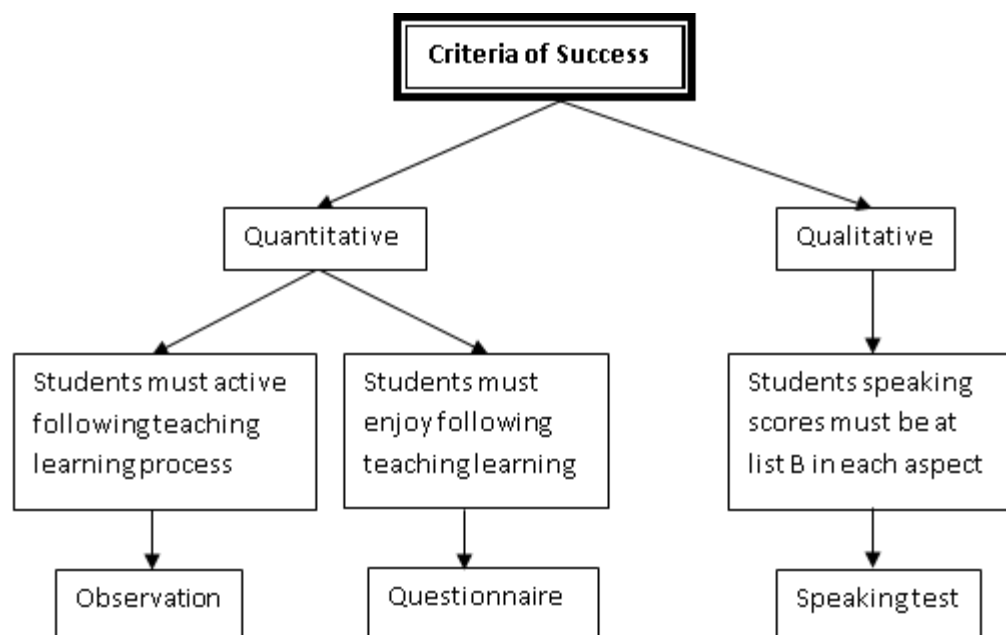 Criteria of Success
Quantitative
Qualitative
Students must active
following teaching
learning process
Students must
enjoy following
teaching learning
Students speaking
scores must be at
list B in each aspect
Observation
Questionnaire
Speaking test